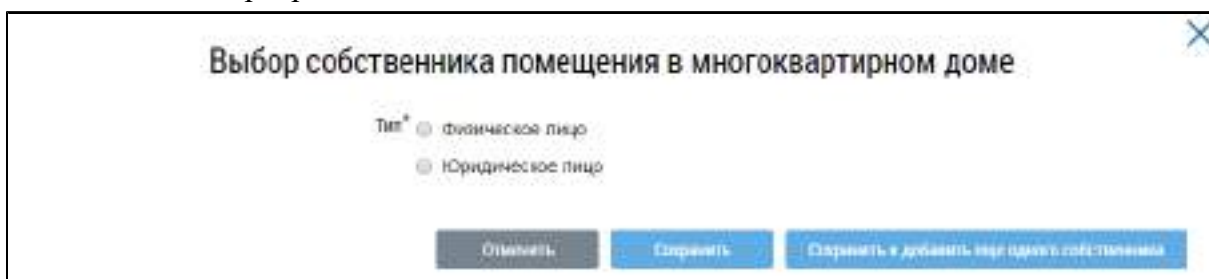 Выбор собственника помещения в многоквартирном доме
Тип*
Физическое лицо
Юридическое лицо
Отменить
Сохранить
Сохранить и добавить еще одного собственника